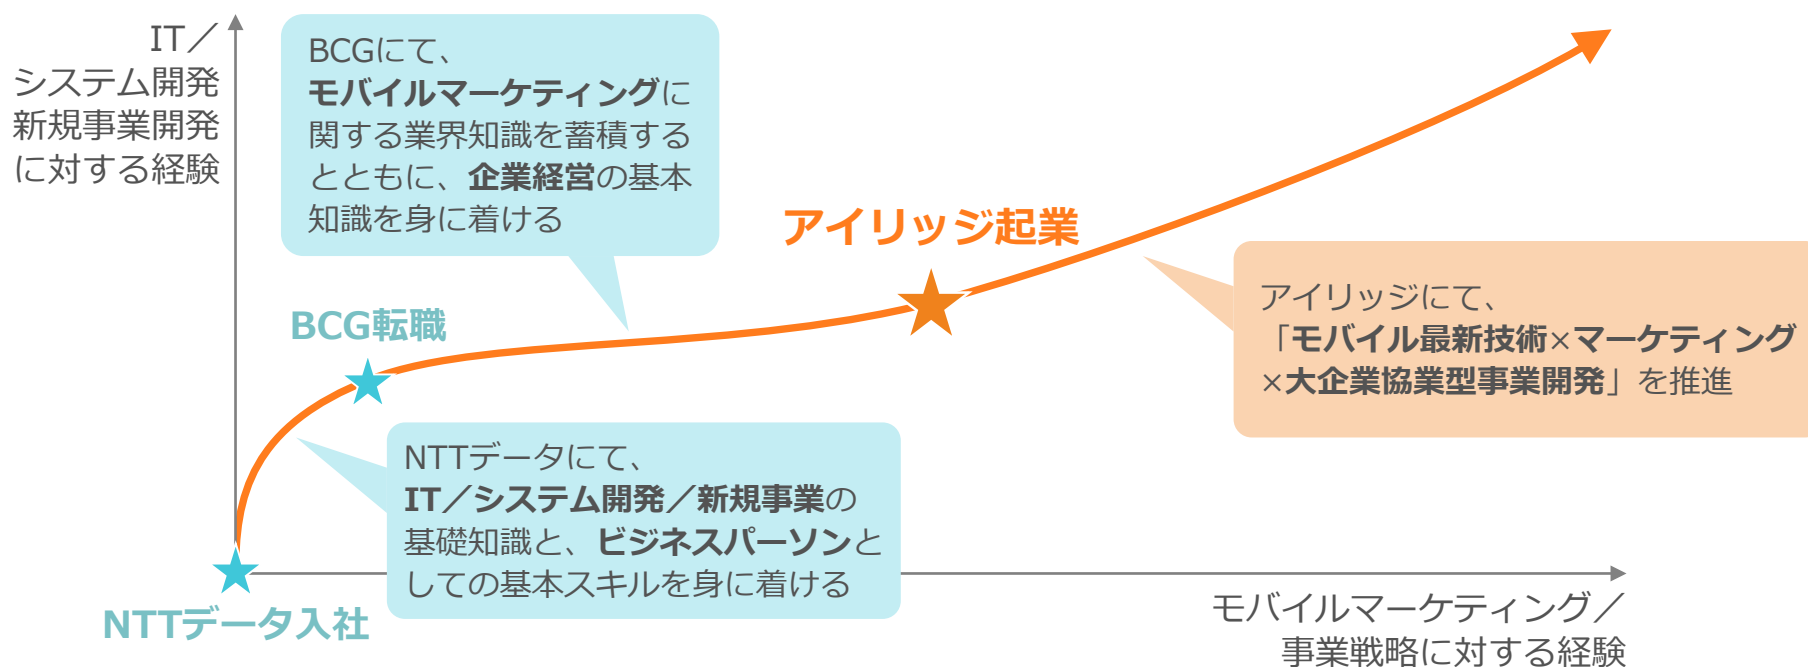 IT／
システム開発
新規事業開発
に対する経験
BCGにて、
モバイルマーケティングに
関する業界知識を蓄積する
とともに、企業経営の基本
知識を身に着ける
アイリッジ起業
BCG転職
アイリッジにて、
「モバイル最新技術×マーケティング
×大企業協業型事業開発」を推進
NTTデータにて、
IT／システム開発／新規事業の
基礎知識と、ビジネスパーソンと
しての基本スキルを身に着ける
NTTデータ入社
モバイルマーケティング／
事業戦略に対する経験